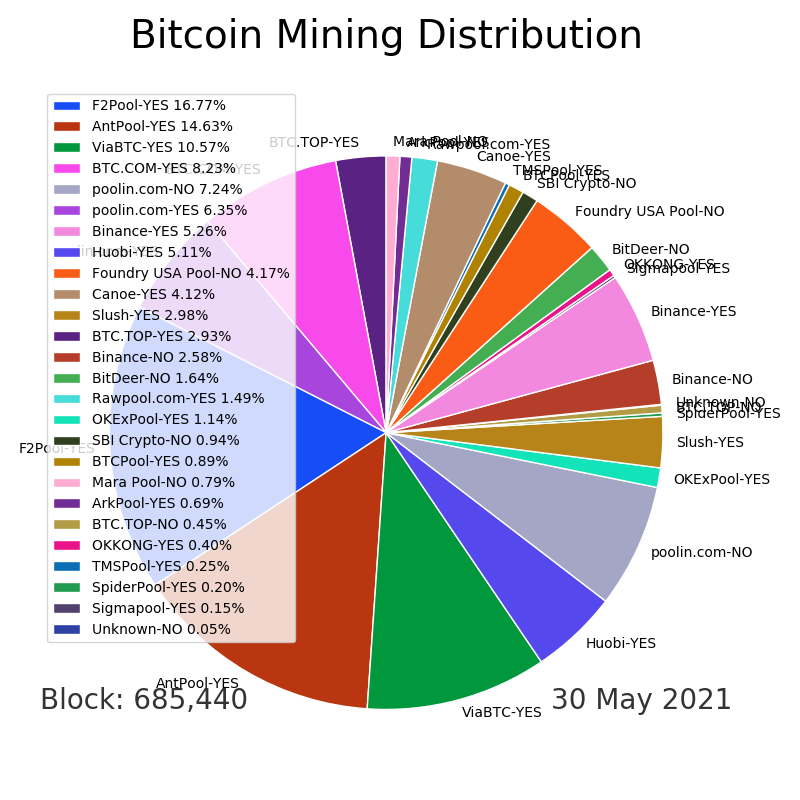 Bitcoin Mining Distribution
F2Pool-YES 16.77%
AntPool-YES 14.63%
ViaBTC-YES 10.57%
BTC.COM-YES 8.23%
poolin.com-NO 7.24%
poolin.com-YES 6.35%
Binance-YES 5.26%
Huobi-YES 5.11%
Foundry USA Pool-NO 4.17%
Canoe-YES 4.12%
Slush-YES 2.98%
BTC.TOP-YES 2.93%
Binance-NO 2.58%
BitDeer-NO 1.64%
Rawpool.com-YES 1.49%
OKExPool-YES 1.14%
SBI Crypto-NO 0.94%
BTCPool-YES 0.89%
Mara Pool-NO 0.79%
ArkPool-YES 0.69%
BTC.TOP-NO 0.45%
OKKONG-YES 0.40%
TMSPool-YES 0.25%
SpiderPool-YES 0.20%
Sigmapool-YES 0.15%
Unknown-NO 0.05%
BTC.TOP-YES
Mara Pool-NO
ArkPool-YES
Rawpool.com-YES
Canoe-YES
TMSPool-YES
BTCPool-YES
SBI Crypto-NO
Foundry USA Pool-NO
BitDeer-NO
OKKONG-YES
Sigmapool-YES
Binance-YES
Binance-NO
Unknown-NO
BTC.TOP-NO
SpiderPool-YES
Slush-YES
OKExPool-YES
poolin.com-NO
Huobi-YES
ViaBTC-YES
AntPool-YES
F2Pool-YES
Block: 685,440
30 May 2021